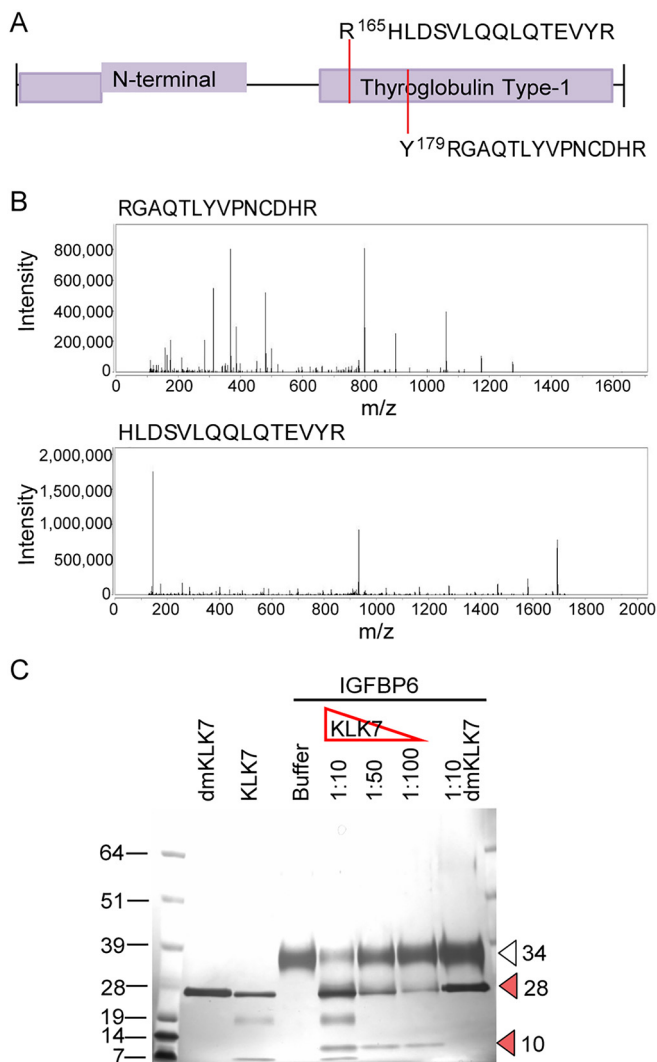 A
R165HLDSVLQQLQTEVYR
N-terminal
Thyroglobulin Type-1
Y179RGAQTLYVPNCDHR
B
RGAQTLYVPNCDHR
Intensity
800,000
600,000
400,000
200,000
0
0 200 400 600 800 1000 1200 1400 1600
m/z
HLDSVLQQLQTEVYR
Intensity
2,000,000
1,500,000
1,000,000
500,000
0
0 200 400 600 800 1000 1200 1400 1600 1800 2000
m/z
C
IGFBP6
KLK7
dmKLK7
KLK7
Buffer
1:10
1:50
1:100
1:10
dmKLK7
64
51
39
28
19
14
7
34
28
10